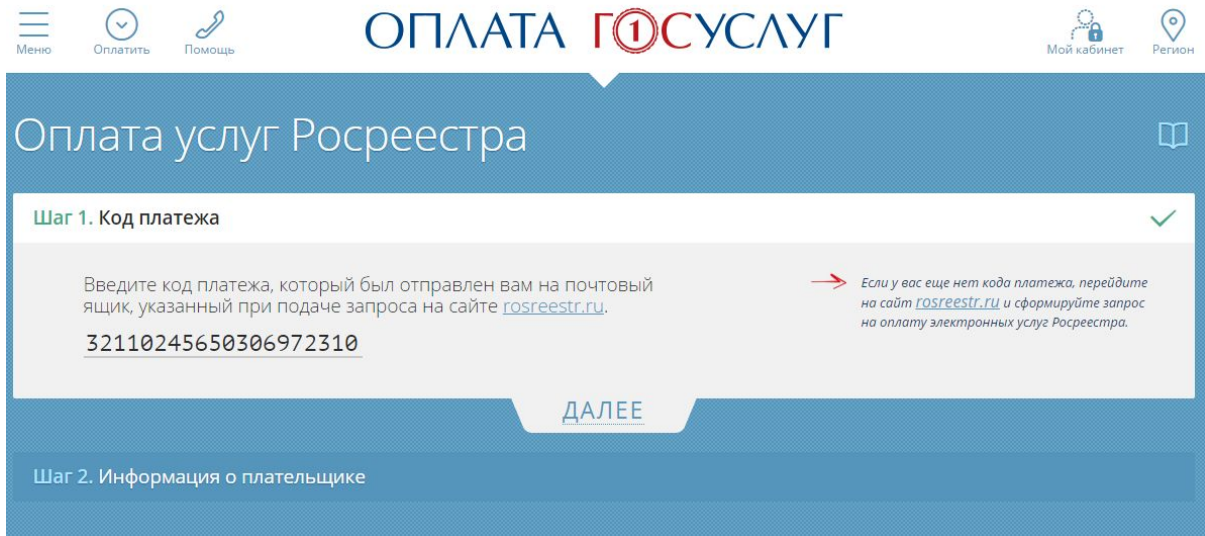 Меню
Оплатить
Помощь
ОПЛАТА Г1СУСЛУГ
Мой кабинет
Регион
Оплата услуг Росреестра
Шаг 1. Код платежа
Введите код платежа, который был отправлен вам на почтовый
ящик, указанный при подаче запроса на сайте rosreestr.ru.
32110245650306972310
Если у вас еще нет кода платежа, перейдите
на сайт rosreestr.ru и сформируйте запрос
на оплату электронных услуг Росреестра.
ДАЛЕЕ
Шаг 2. Информация о плательщике